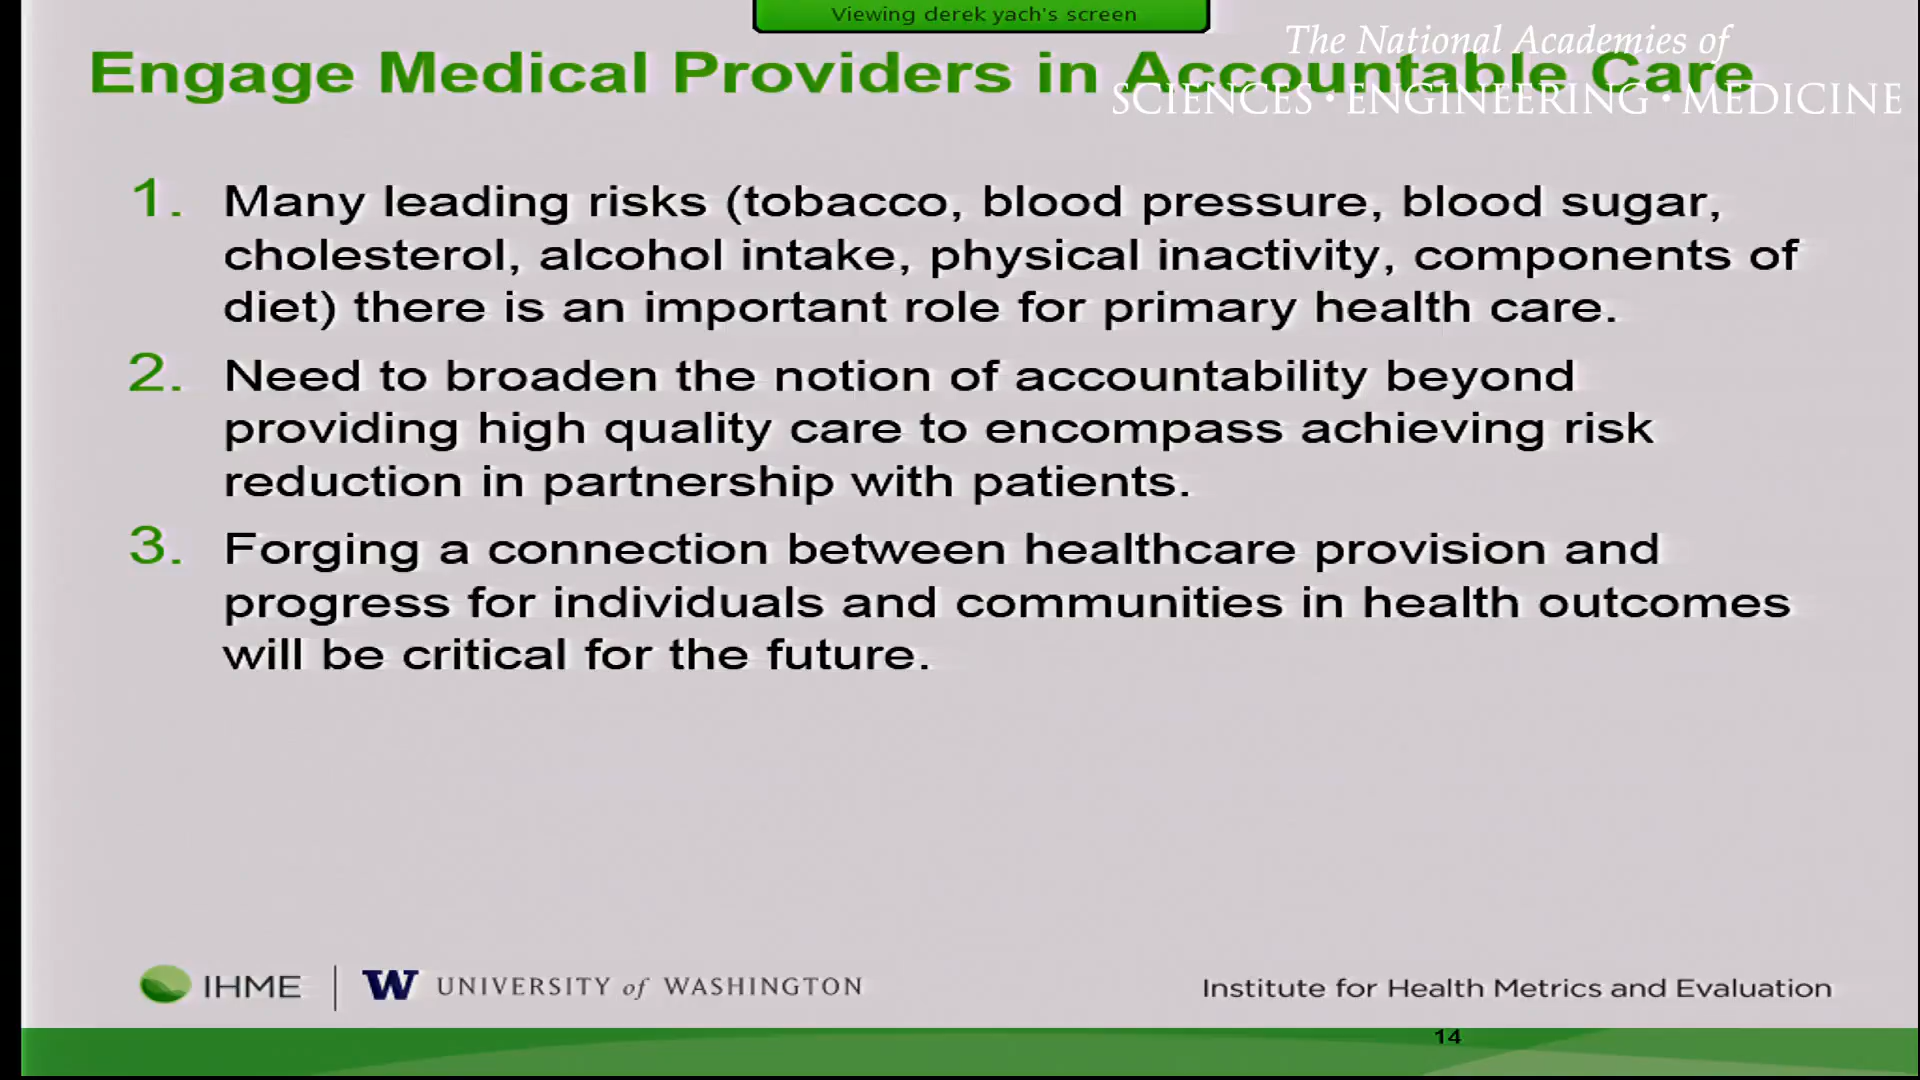 Viewing derek yach's screen
The National Academies of
SCIENCES · ENGINEERING · MEDICINE
Engage Medical Providers in Accountable Care
1. Many leading risks (tobacco, blood pressure, blood sugar,
cholesterol, alcohol intake, physical inactivity, components of
diet) there is an important role for primary health care.
2. Need to broaden the notion of accountability beyond
providing high quality care to encompass achieving risk
reduction in partnership with patients.
3. Forging a connection between healthcare provision and
progress for individuals and communities in health outcomes
will be critical for the future.
IHME | W UNIVERSITY of WASHINGTON
Institute for Health Metrics and Evaluation
14